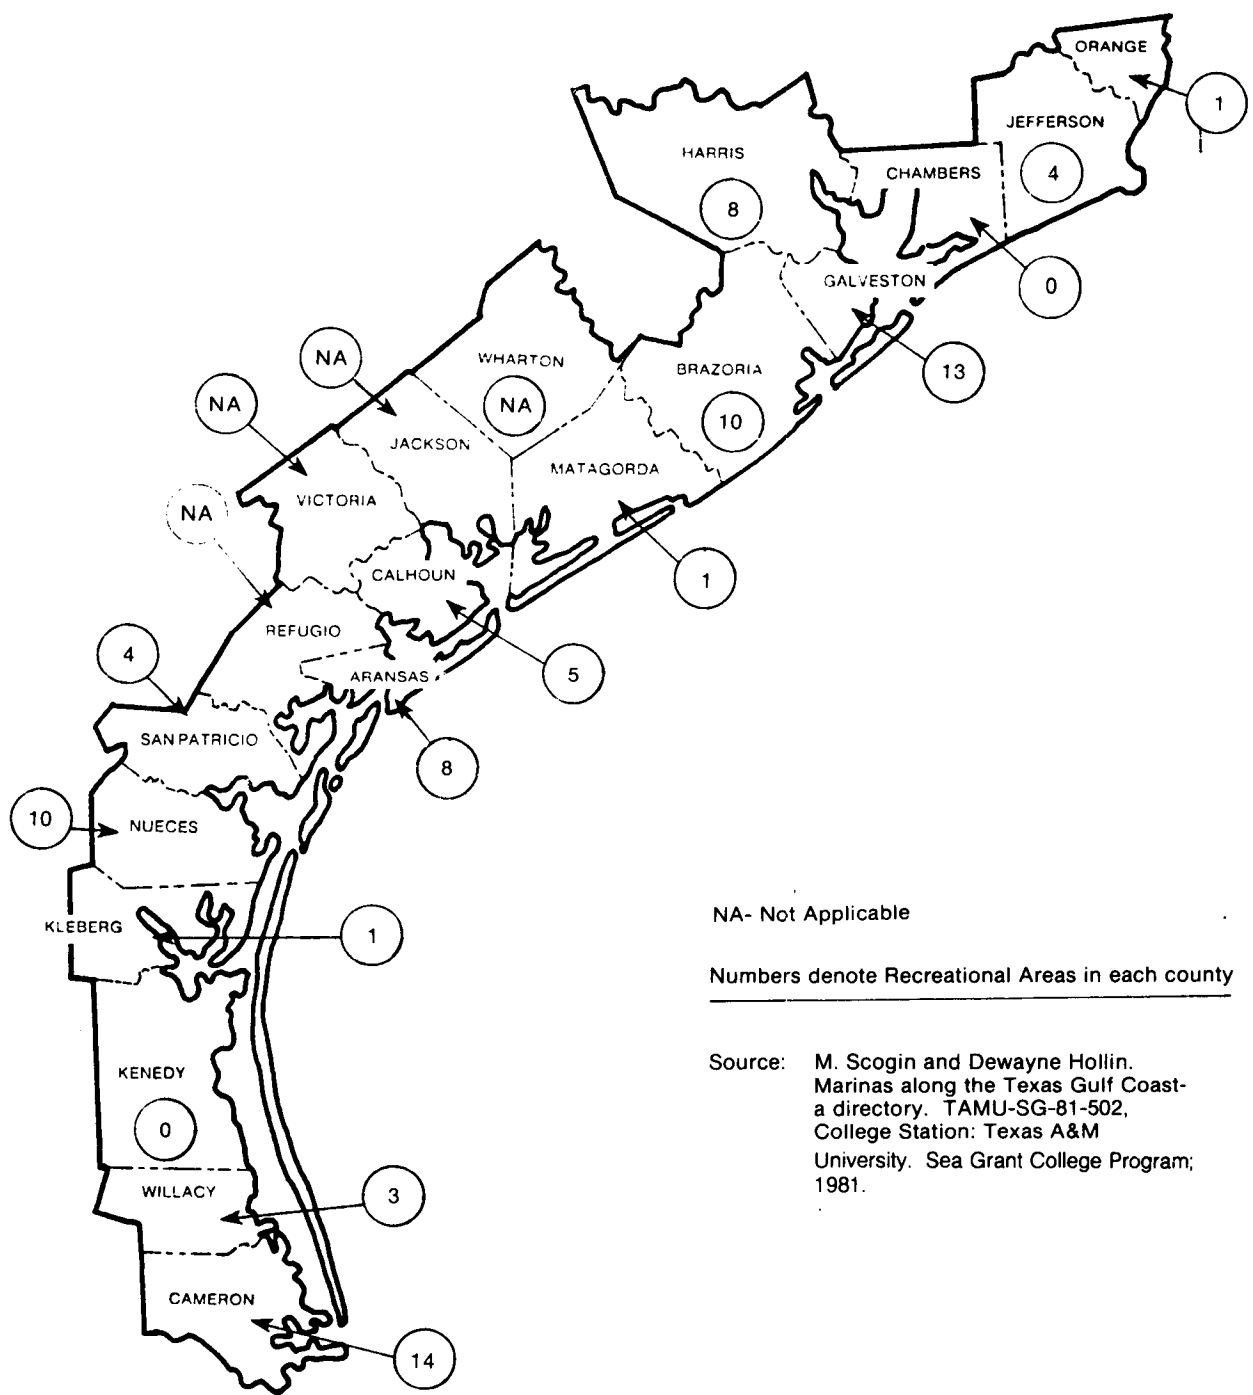 ORANGE
1
JEFFERSON
4
HARRIS
8
CHAMBERS
0
GALVESTON
13
WHARTON
NA
BRAZORIA
10
NA
JACKSON
NA
VICTORIA
MATAGORDA
1
NA
CALHOUN
5
REFUGIO
4
ARANSAS
8
SAN PATRICIO
10
NUECES
KLEBERG
1
KENEDY
0
WILLACY
3
CAMERON
14
NA- Not Applicable
Numbers denote Recreational Areas in each county
Source: M. Scogin and Dewayne Hollin.
Marinas along the Texas Gulf Coast-
a directory. TAMU-SG-81-502,
College Station: Texas A&M
University. Sea Grant College Program;
1981.